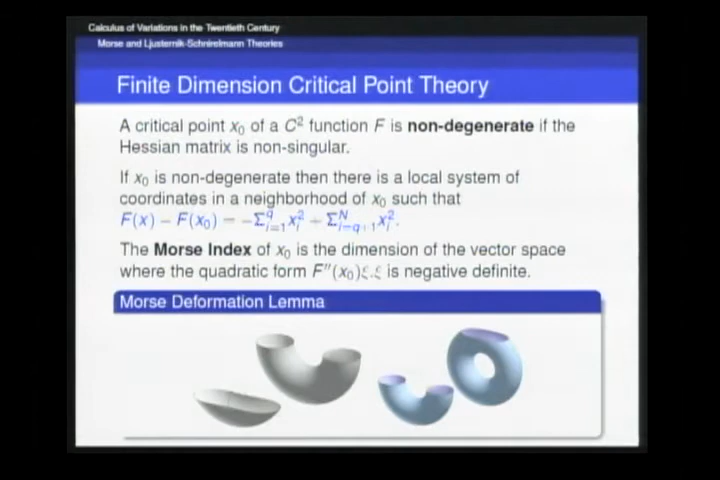 Calculus of Variations in the Twentieth Century
Morse and Ljusternik-Schnirelmann Theories
Finite Dimension Critical Point Theory
A critical point x₀ of a C² function F is non-degenerate if the
Hessian matrix is non-singular.
If x₀ is non-degenerate then there is a local system of
coordinates in a neighborhood of x₀ such that
F(x) − F(x₀) = −Σ^q_{i=1} x_i² + Σ^N_{i=q+1} x_i².
The Morse Index of x₀ is the dimension of the vector space
where the quadratic form F″(x₀)ξ.ξ is negative definite.
Morse Deformation Lemma